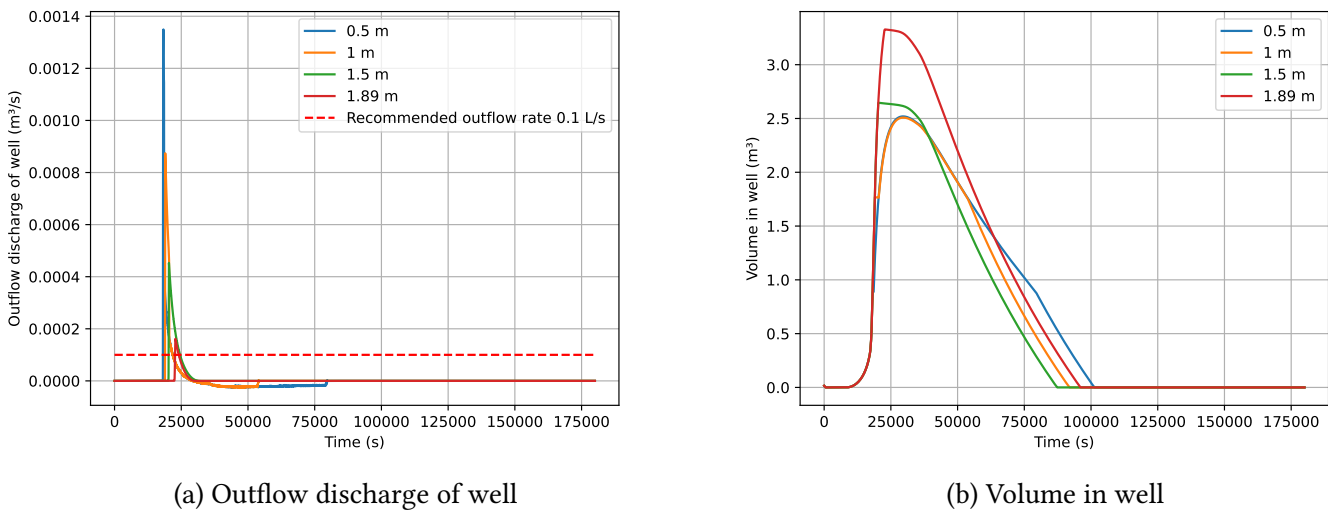 0.0014
0.0012
0.0010
0.0008
0.0006
0.0004
0.0002
0.0000
Outflow discharge of well (m³/s)
0 25000 50000 75000 100000 125000 150000 175000
Time (s)
0.5 m
1 m
1.5 m
1.89 m
Recommended outflow rate 0.1 L/s
(a) Outflow discharge of well
3.0
2.5
2.0
1.5
1.0
0.5
0.0
Volume in well (m³)
0 25000 50000 75000 100000 125000 150000 175000
Time (s)
0.5 m
1 m
1.5 m
1.89 m
(b) Volume in well